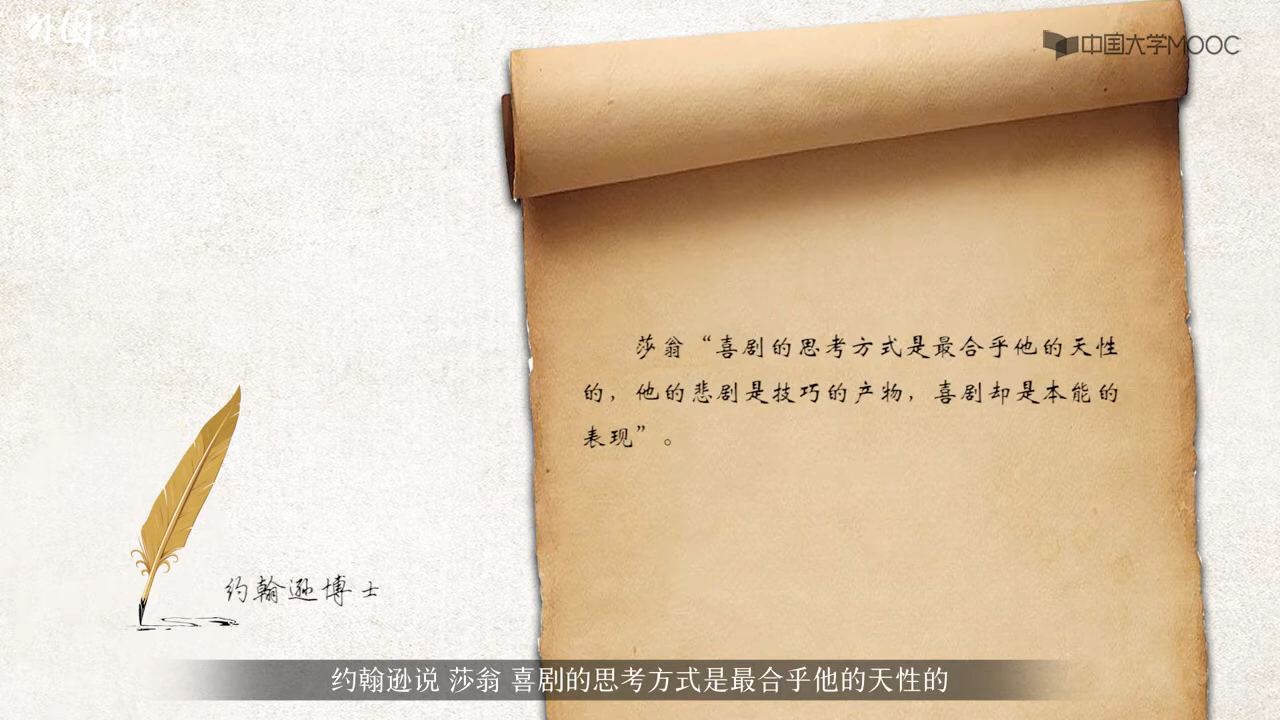 外国
中国大学MOOC
莎翁“喜剧的思考方式是最合乎他的天性
的，他的悲剧是技巧的产物，喜剧却是本能的
表现”。
约翰逊博士
约翰逊说 莎翁 喜剧的思考方式是最合乎他的天性的